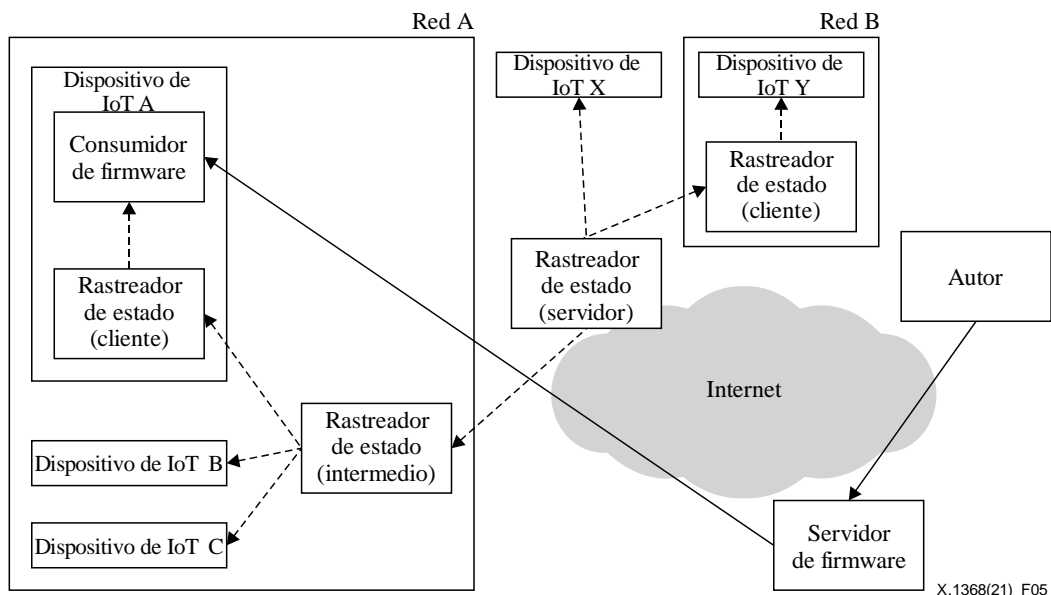 Red A
Red B
Dispositivo de
IoT A
Consumidor
de firmware
Rastreador
de estado
(cliente)
Dispositivo de IoT B
Dispositivo de IoT C
Rastreador
de estado
(intermedio)
Dispositivo de
IoT X
Dispositivo de
IoT Y
Rastreador
de estado
(cliente)
Rastreador
de estado
(servidor)
Autor
Internet
Servidor
de firmware
X.1368(21)_F05